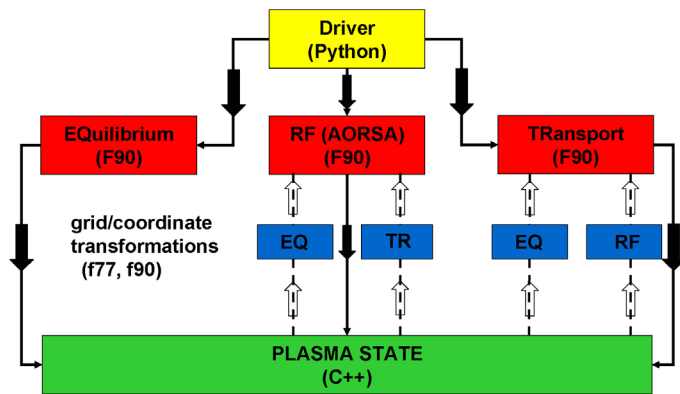 Driver
(Python)
EQuilibrium
(F90)
RF (AORSA)
(F90)
TRansport
(F90)
grid/coordinate
transformations
(f77, f90)
EQ
TR
EQ
RF
PLASMA STATE
(C++)